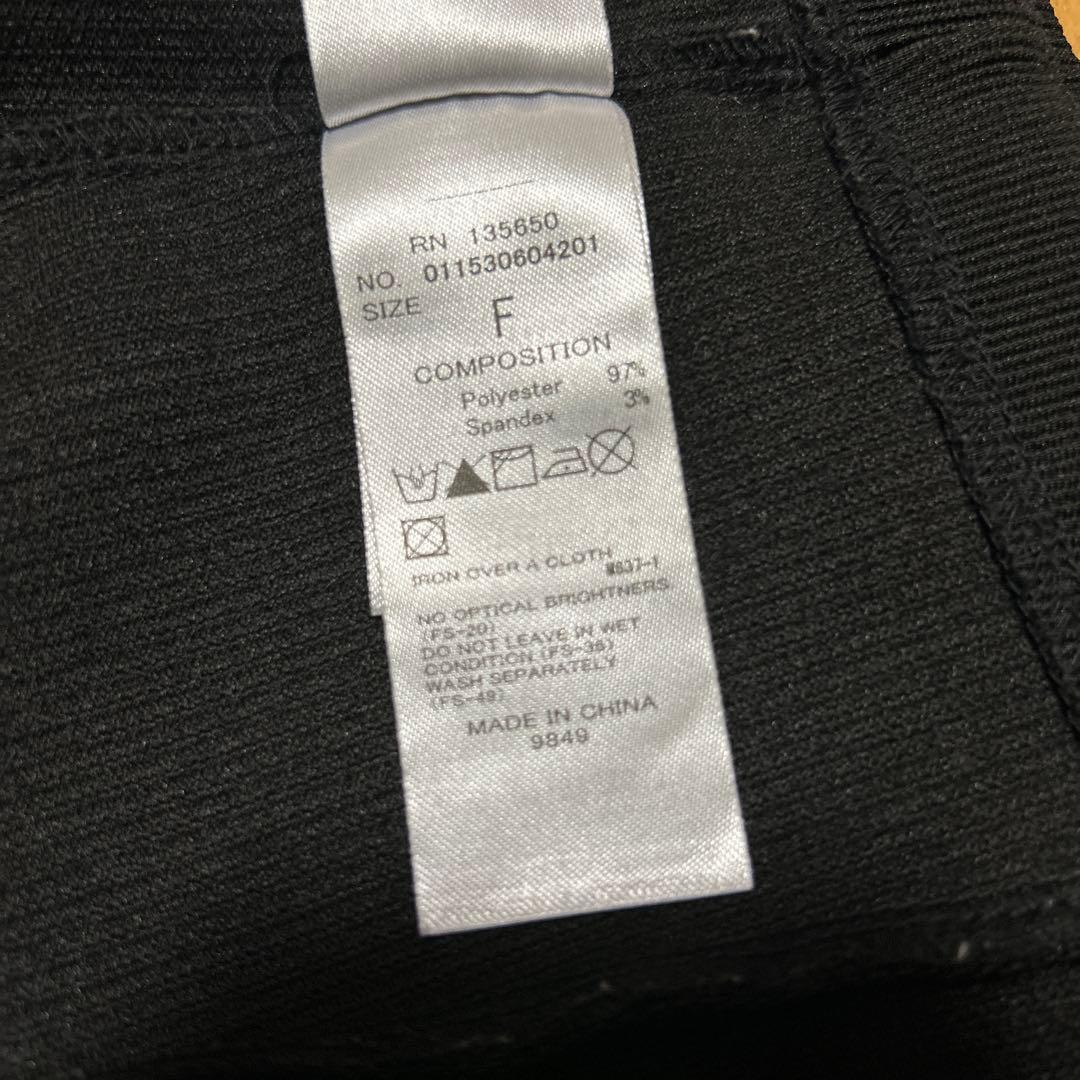 RN 135650
NO. 011530604201
SIZE F
COMPOSITION
Polyester 97%
Spandex 3%
IRON OVER A CLOTH
W837-1
NO OPTICAL BRIGHTNERS
(FS-20)
DO NOT LEAVE IN WET
CONDITION (FS-38)
WASH SEPARATELY
(FS-49)
MADE IN CHINA
9849